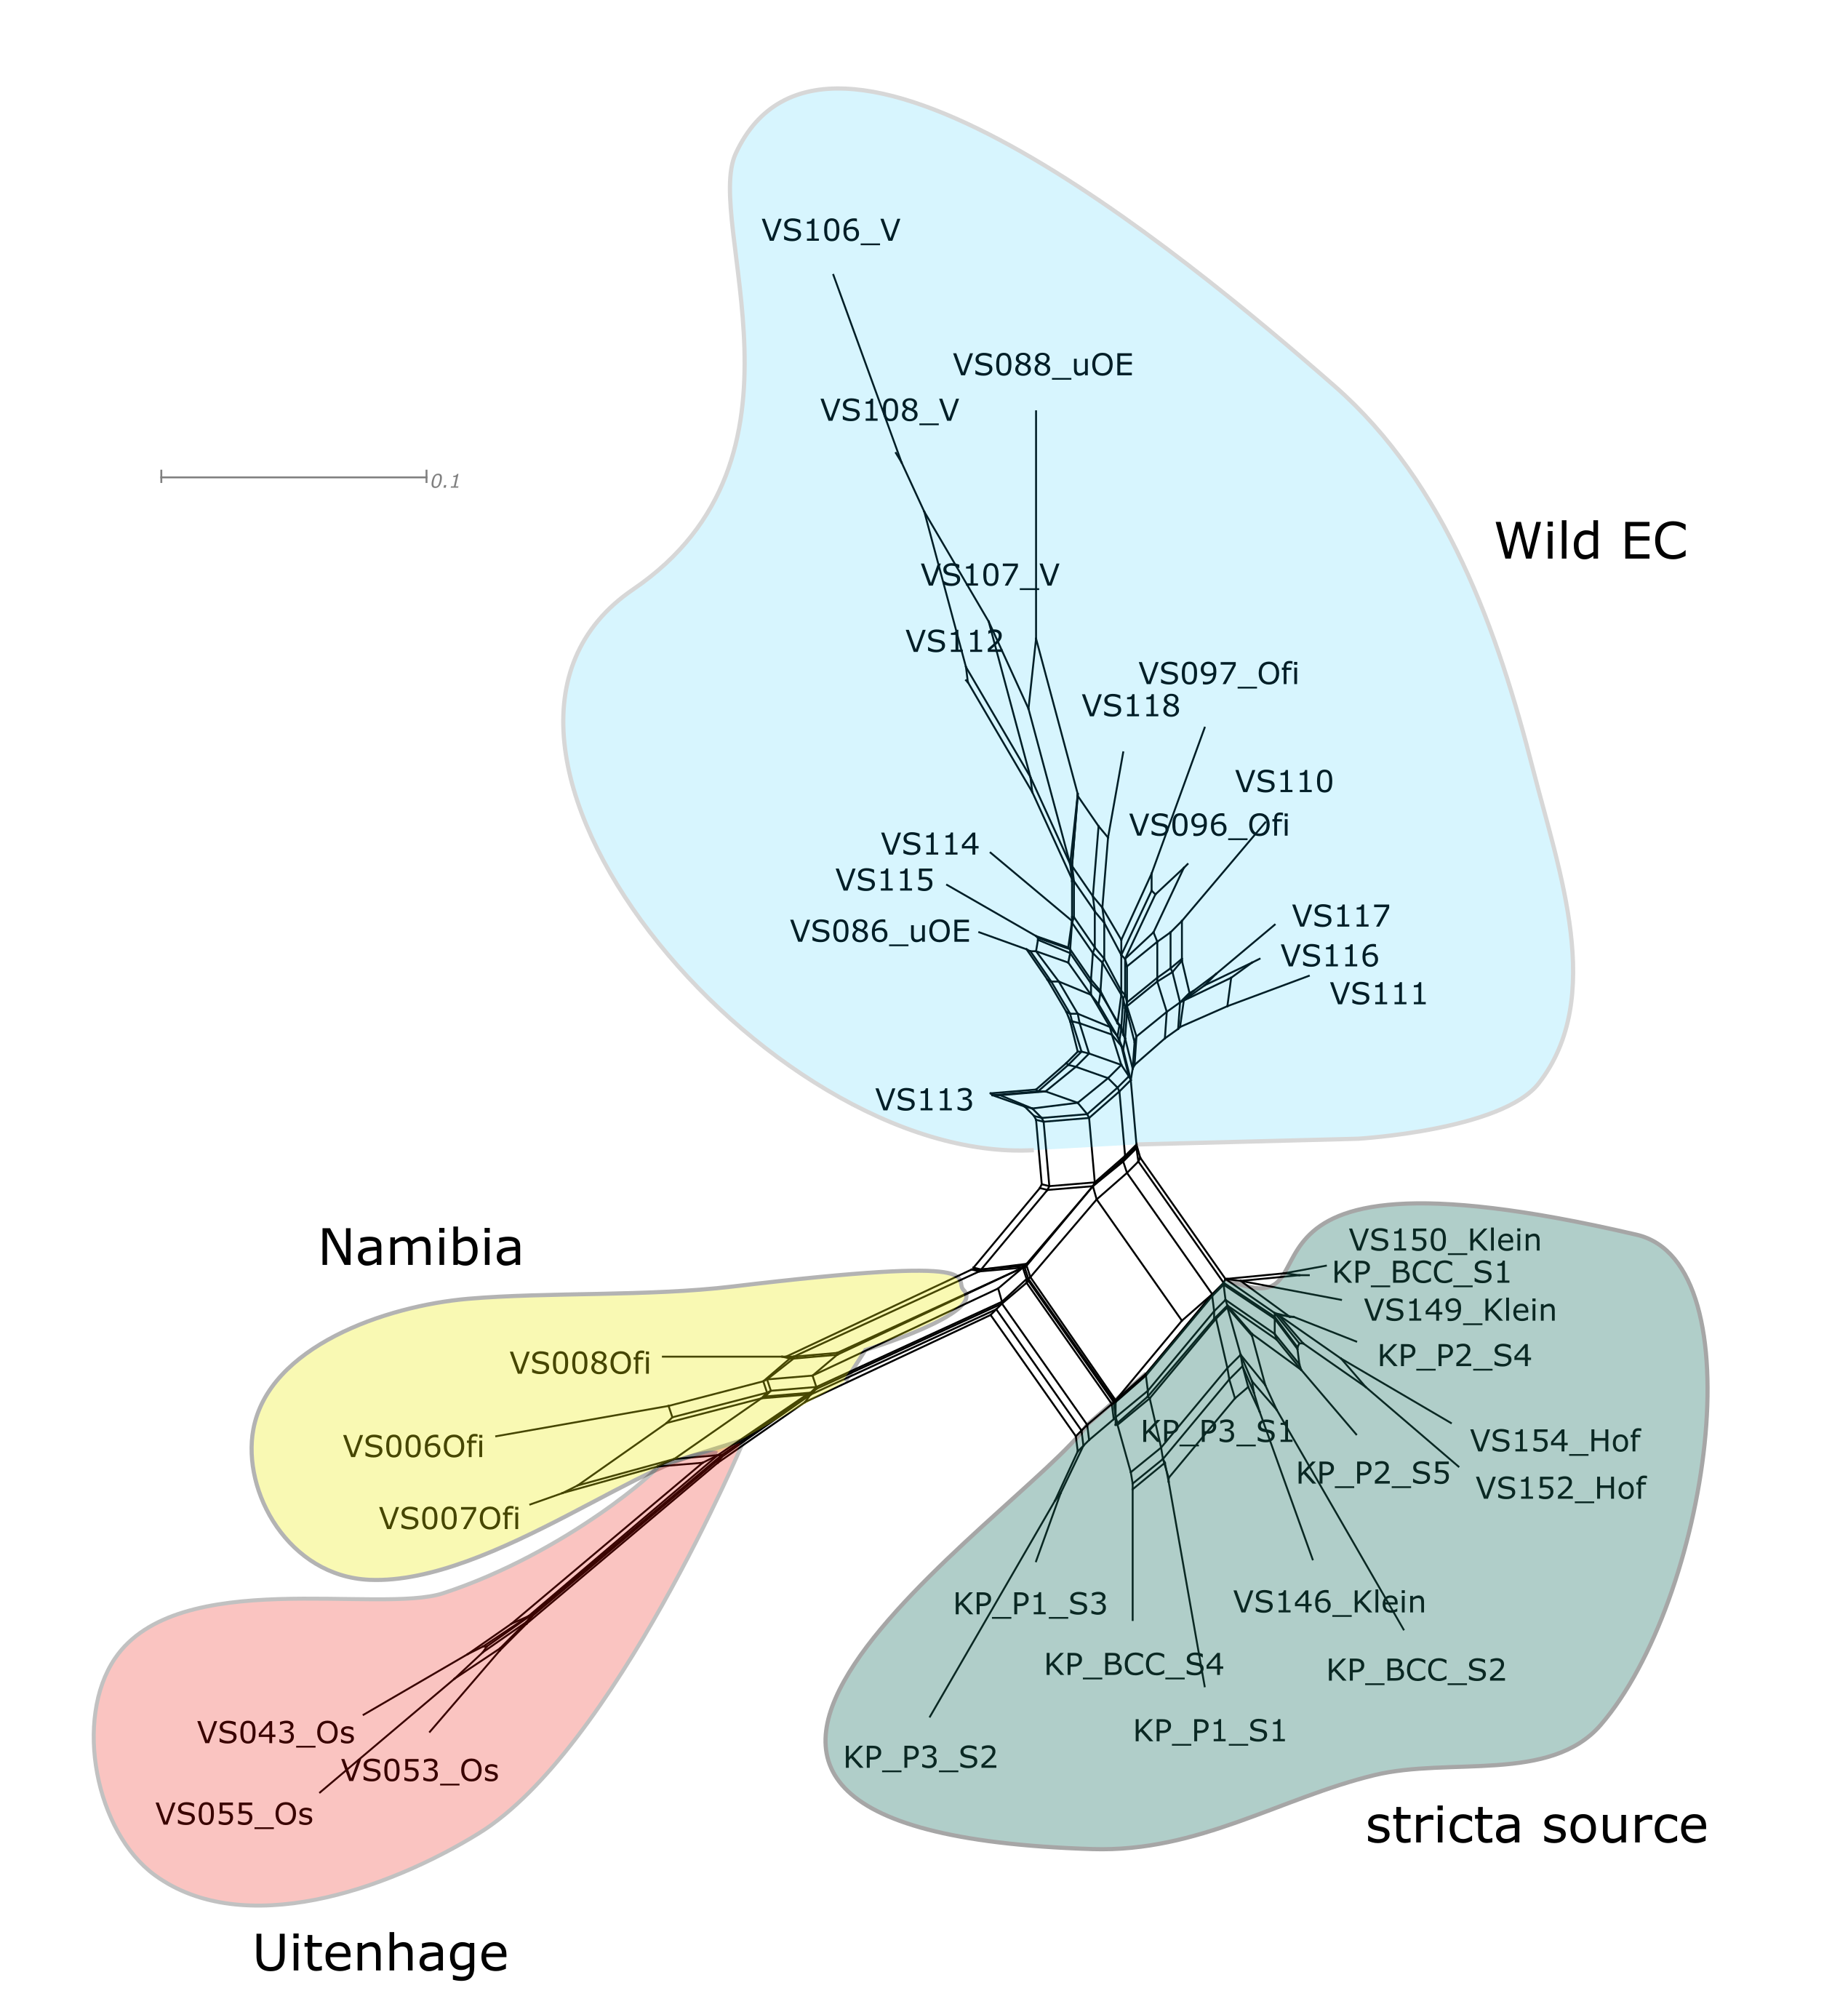 VS106_V
VS088_uOE
VS108_V
0.1
Wild EC
VS107_V
VS112
VS097_Ofi
VS118
VS110
VS096_Ofi
VS114
VS115
VS086_uOE
VS117
VS116
VS111
VS113
Namibia
VS150_Klein
KP_BCC_S1
VS149_Klein
KP_P2_S4
VS008Ofi
VS006Ofi
VS007Ofi
KP_P3_S1
VS154_Hof
KP_P2_S5
VS152_Hof
KP_P1_S3
VS146_Klein
KP_BCC_S4
KP_BCC_S2
KP_P1_S1
KP_P3_S2
VS043_Os
VS053_Os
VS055_Os
stricta source
Uitenhage